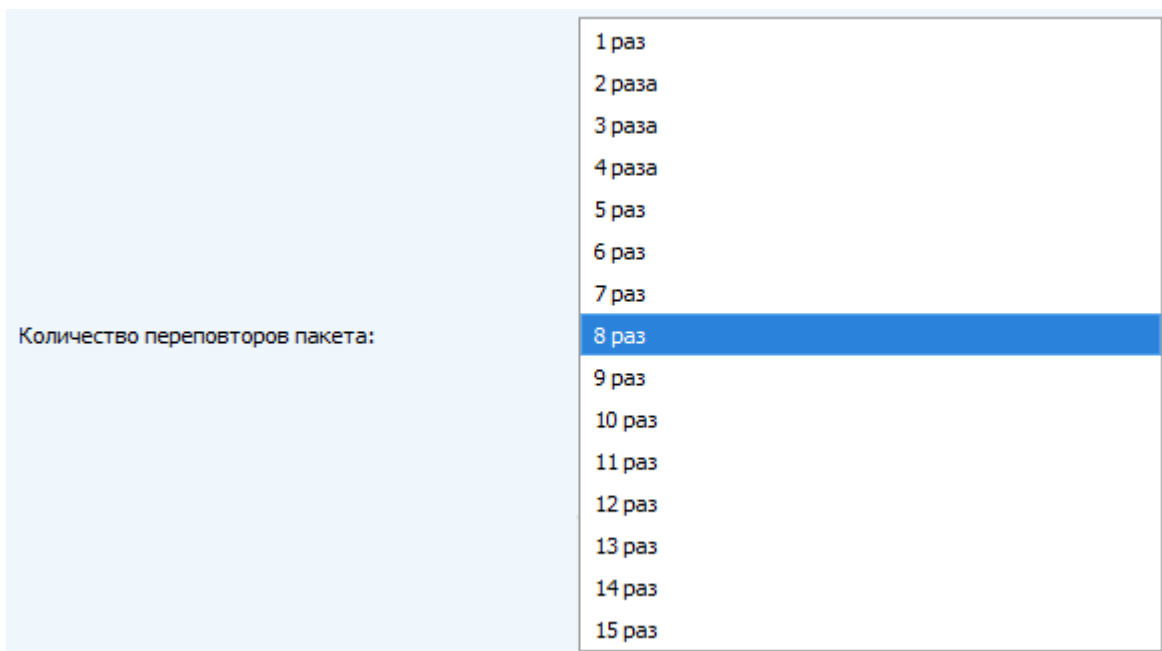 1 раз
2 раза
3 раза
4 раза
5 раз
6 раз
7 раз
Количество переповторов пакета:
8 раз
9 раз
10 раз
11 раз
12 раз
13 раз
14 раз
15 раз